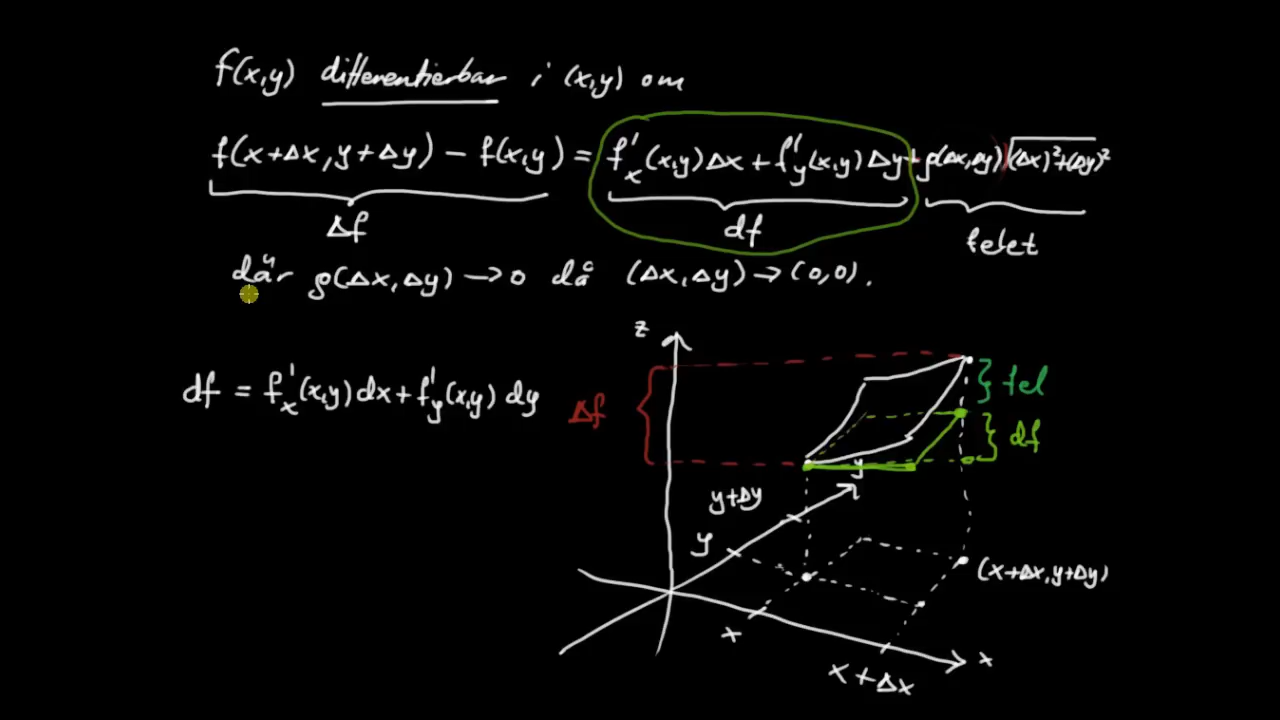 f(x,y) differentierbar i (x,y) om
f(x+Δx, y+Δy) − f(x,y) = f'x(x,y)Δx + f'y(x,y)Δy + ρ(Δx,Δy)√(Δx)²+(Δy)²
Δf df felet
där ρ(Δx,Δy) → 0 då (Δx,Δy) → (0,0).
z
} fel
df = f'x(x,y)dx + f'y(x,y)dy
Δf {
} df
y
y+Δy
y
(x+Δx, y+Δy)
x
x
x+Δx